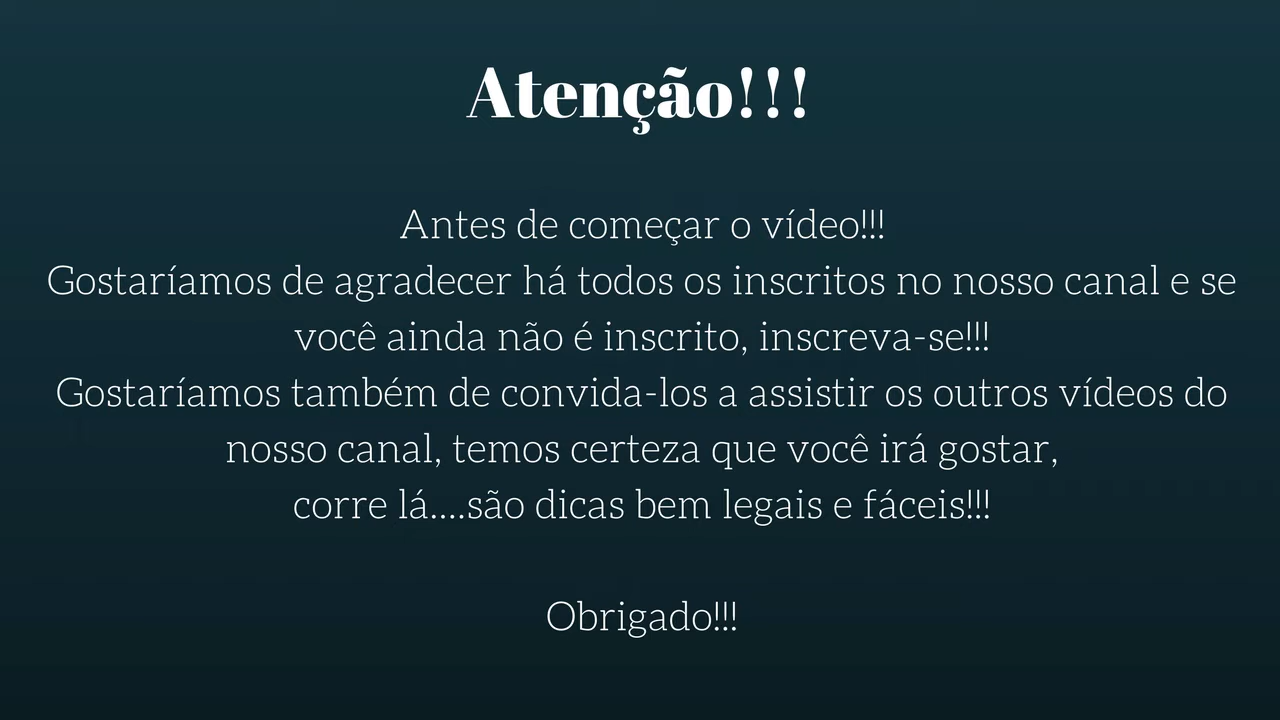 Atenção!!!
Antes de começar o vídeo!!!
Gostaríamos de agradecer há todos os inscritos no nosso canal e se
você ainda não é inscrito, inscreva-se!!!
Gostaríamos também de convida-los a assistir os outros vídeos do
nosso canal, temos certeza que você irá gostar,
corre lá....são dicas bem legais e fáceis!!!
Obrigado!!!